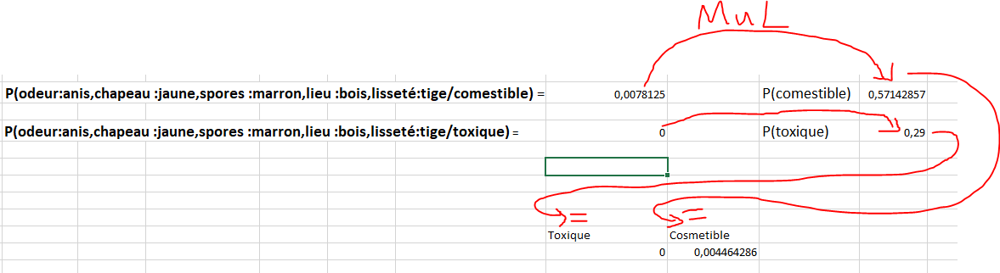 MUL
P(odeur:anis,chapeau :jaune,spores :marron,lieu :bois,lisseté:tige/comestible) = 0,0078125 P(comestible) 0,57142857
P(odeur:anis,chapeau :jaune,spores :marron,lieu :bois,lisseté:tige/toxique) = 0 P(toxique) 0,29
= =
Toxique Cosmetible
0 0,004464286